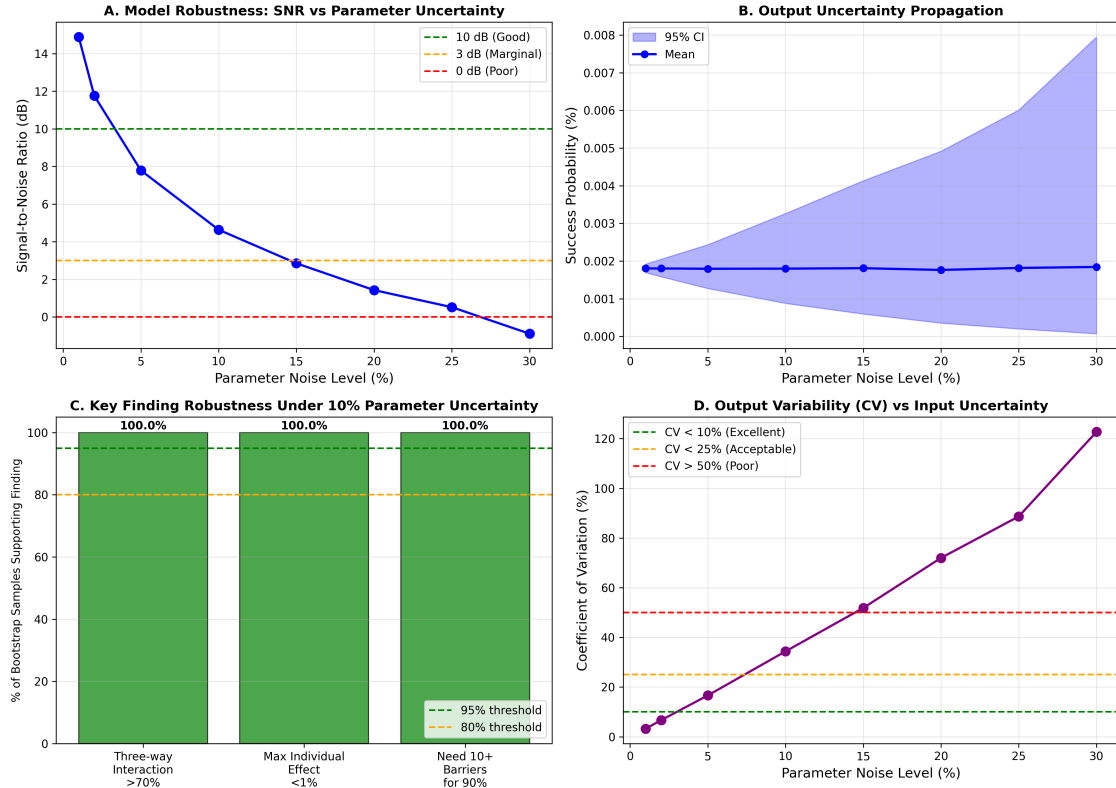 A. Model Robustness: SNR vs Parameter Uncertainty
Signal-to-Noise Ratio (dB)
14
12
10
8
6
4
2
0
10 dB (Good)
3 dB (Marginal)
0 dB (Poor)
0 5 10 15 20 25 30
Parameter Noise Level (%)
B. Output Uncertainty Propagation
Success Probability (%)
0.008
0.007
0.006
0.005
0.004
0.003
0.002
0.001
0.000
95% CI
Mean
0 5 10 15 20 25 30
Parameter Noise Level (%)
C. Key Finding Robustness Under 10% Parameter Uncertainty
% of Bootstrap Samples Supporting Finding
100
80
60
40
20
0
100.0% 100.0% 100.0%
95% threshold
80% threshold
Three-way
Interaction
>70%
Max Individual
Effect
<1%
Need 10+
Barriers
for 90%
D. Output Variability (CV) vs Input Uncertainty
Coefficient of Variation (%)
120
100
80
60
40
20
0
CV < 10% (Excellent)
CV < 25% (Acceptable)
CV > 50% (Poor)
0 5 10 15 20 25 30
Parameter Noise Level (%)